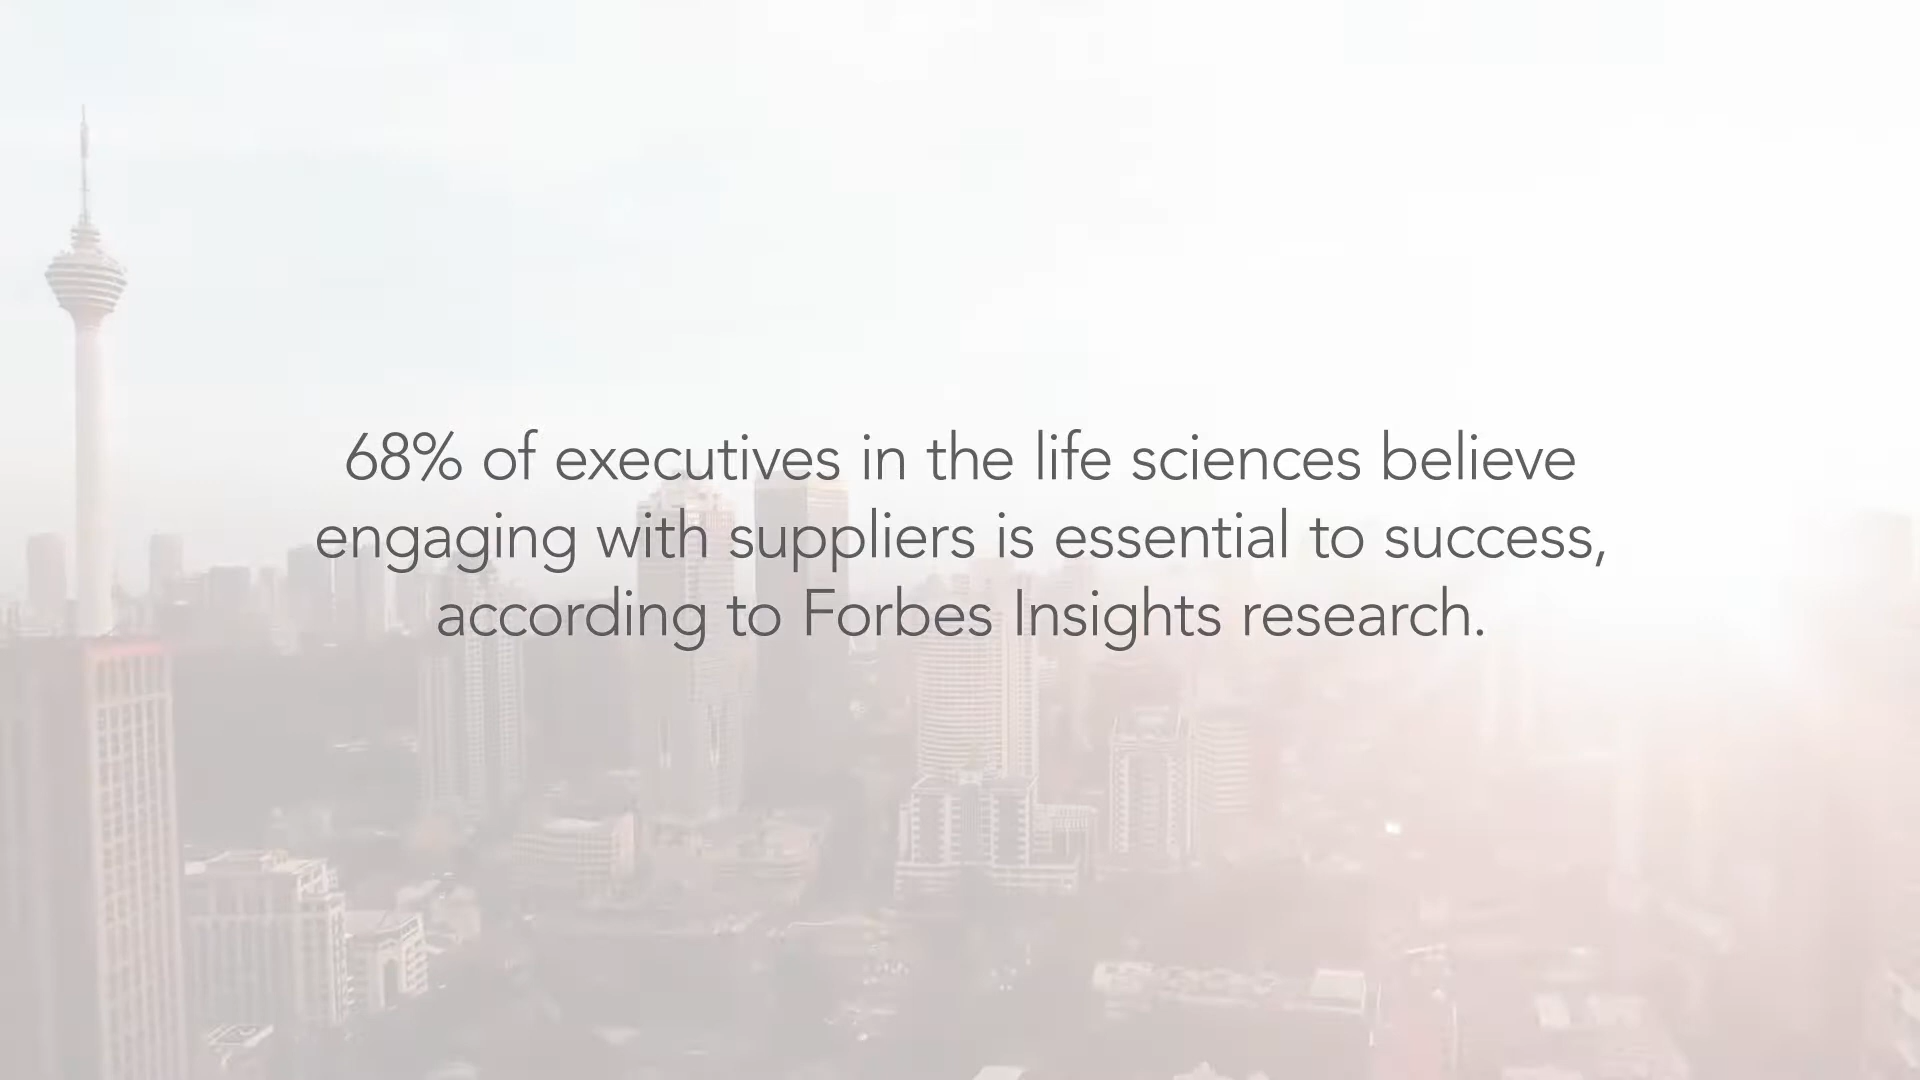 68% of executives in the life sciences believe
engaging with suppliers is essential to success,
according to Forbes Insights research.